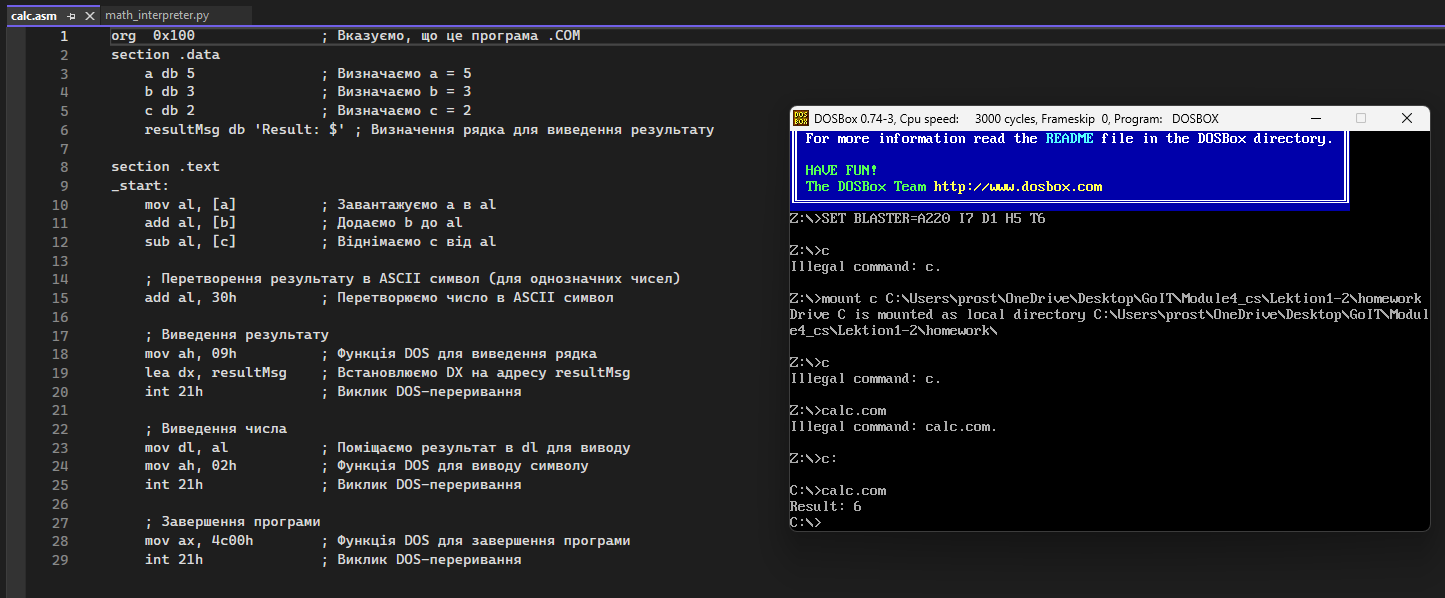 calc.asm math_interpreter.py
1 org 0x100 ; Вказуємо, що це програма .COM
2 section .data
3 a db 5 ; Визначаємо a = 5
4 b db 3 ; Визначаємо b = 3
5 c db 2 ; Визначаємо c = 2
6 resultMsg db 'Result: $' ; Визначення рядка для виведення результату
7
8 section .text
9 _start:
10 mov al, [a] ; Завантажуємо a в al
11 add al, [b] ; Додаємо b до al
12 sub al, [c] ; Віднімаємо c від al
13
14 ; Перетворення результату в ASCII символ (для однозначних чисел)
15 add al, 30h ; Перетворюємо число в ASCII символ
16
17 ; Виведення результату
18 mov ah, 09h ; Функція DOS для виведення рядка
19 lea dx, resultMsg ; Встановлюємо DX на адресу resultMsg
20 int 21h ; Виклик DOS-переривання
21
22 ; Виведення числа
23 mov dl, al ; Поміщаємо результат в dl для виводу
24 mov ah, 02h ; Функція DOS для виводу символу
25 int 21h ; Виклик DOS-переривання
26
27 ; Завершення програми
28 mov ax, 4c00h ; Функція DOS для завершення програми
29 int 21h ; Виклик DOS-переривання
DOSBox 0.74-3, Cpu speed: 3000 cycles, Frameskip 0, Program: DOSBOX
For more information read the README file in the DOSBox directory.
HAVE FUN!
The DOSBox Team http://www.dosbox.com
Z:\>SET BLASTER=A220 I7 D1 H5 T6
Z:\>c
Illegal command: c.
Z:\>mount c C:\Users\prost\OneDrive\Desktop\GoIT\Module4_cs\Lektion1-2\homework
Drive C is mounted as local directory C:\Users\prost\OneDrive\Desktop\GoIT\Modul
e4_cs\Lektion1-2\homework\
Z:\>c
Illegal command: c.
Z:\>calc.com
Illegal command: calc.com.
Z:\>c:
C:\>calc.com
Result: 6
C:\>